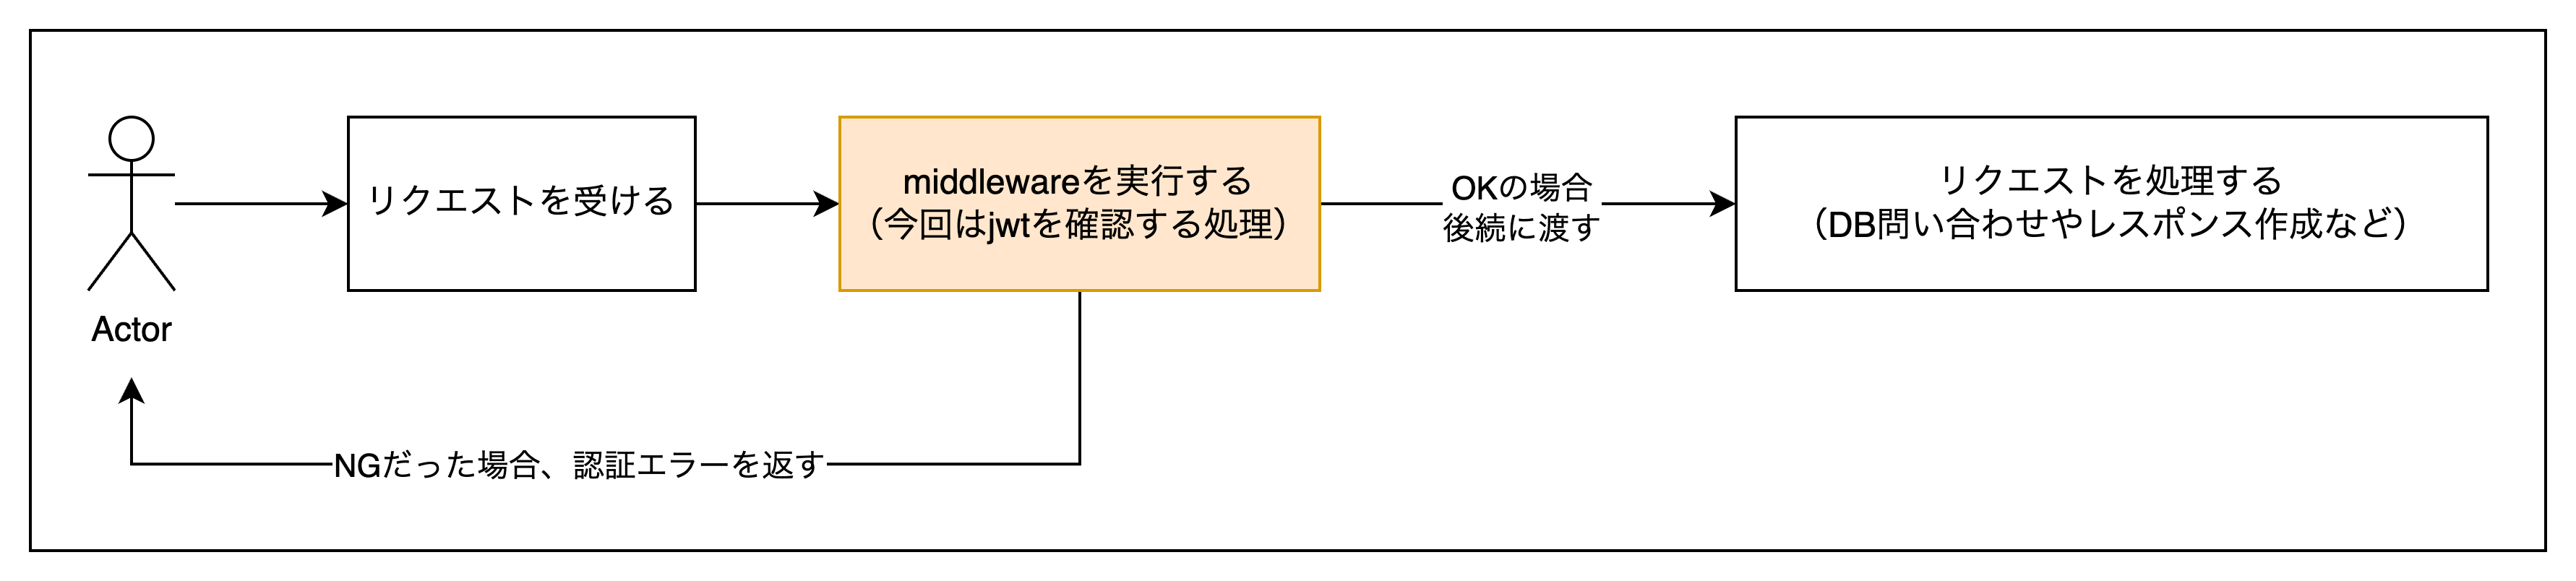 Actor
リクエストを受ける
middlewareを実行する
（今回はjwtを確認する処理）
OKの場合
後続に渡す
リクエストを処理する
（DB問い合わせやレスポンス作成など）
NGだった場合、認証エラーを返す